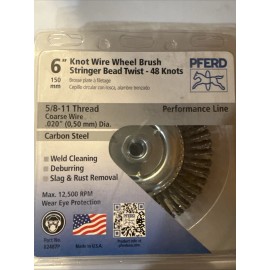 6" Knot Wire Wheel Brush
150 mm
Stringer Bead Twist - 48 Knots
PFERD
5/8-11 Thread
Performance Line
Coarse Wire
.020" (0,50 mm) Dia.
Carbon Steel
▪ Weld Cleaning
▪ Deburring
▪ Slag & Rust Removal
Max. 12,500 RPM
Wear Eye Protection
Part No.
Made in U.S.A.